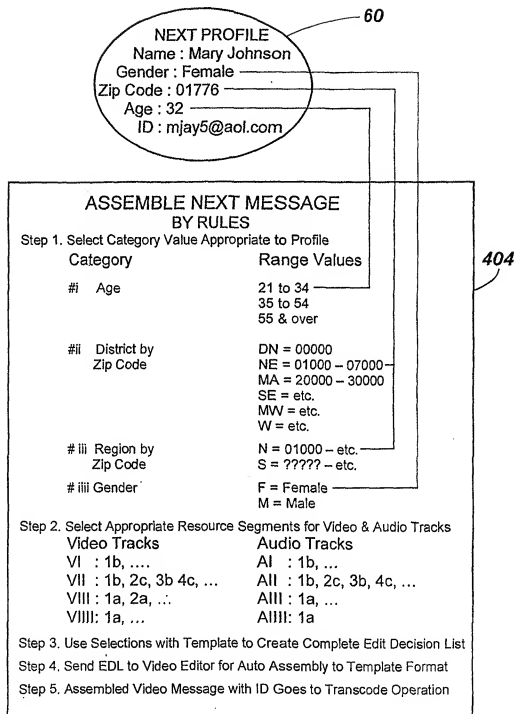 60
NEXT PROFILE
Name : Mary Johnson
Gender : Female
Zip Code : 01776
Age : 32
ID : mjay5@aol.com
404
ASSEMBLE NEXT MESSAGE
BY RULES
Step 1. Select Category Value Appropriate to Profile
Category Range Values
#i Age 21 to 34
35 to 54
55 & over
#ii District by DN = 00000
Zip Code NE = 01000 – 07000
MA = 20000 – 30000
SE = etc.
MW = etc.
W = etc.
# iii Region by N = 01000 – etc.
Zip Code S = ????? – etc.
# iiii Gender F = Female
M = Male
Step 2. Select Appropriate Resource Segments for Video & Audio Tracks
Video Tracks Audio Tracks
VI : 1b, .... AI : 1b, ...
VII : 1b, 2c, 3b 4c, ... AII : 1b, 2c, 3b, 4c, ...
VIII : 1a, 2a, ... AIII : 1a, ...
VIIII: 1a, ... AIIII: 1a
Step 3. Use Selections with Template to Create Complete Edit Decision List
Step 4. Send EDL to Video Editor for Auto Assembly to Template Format
Step 5. Assembled Video Message with ID Goes to Transcode Operation